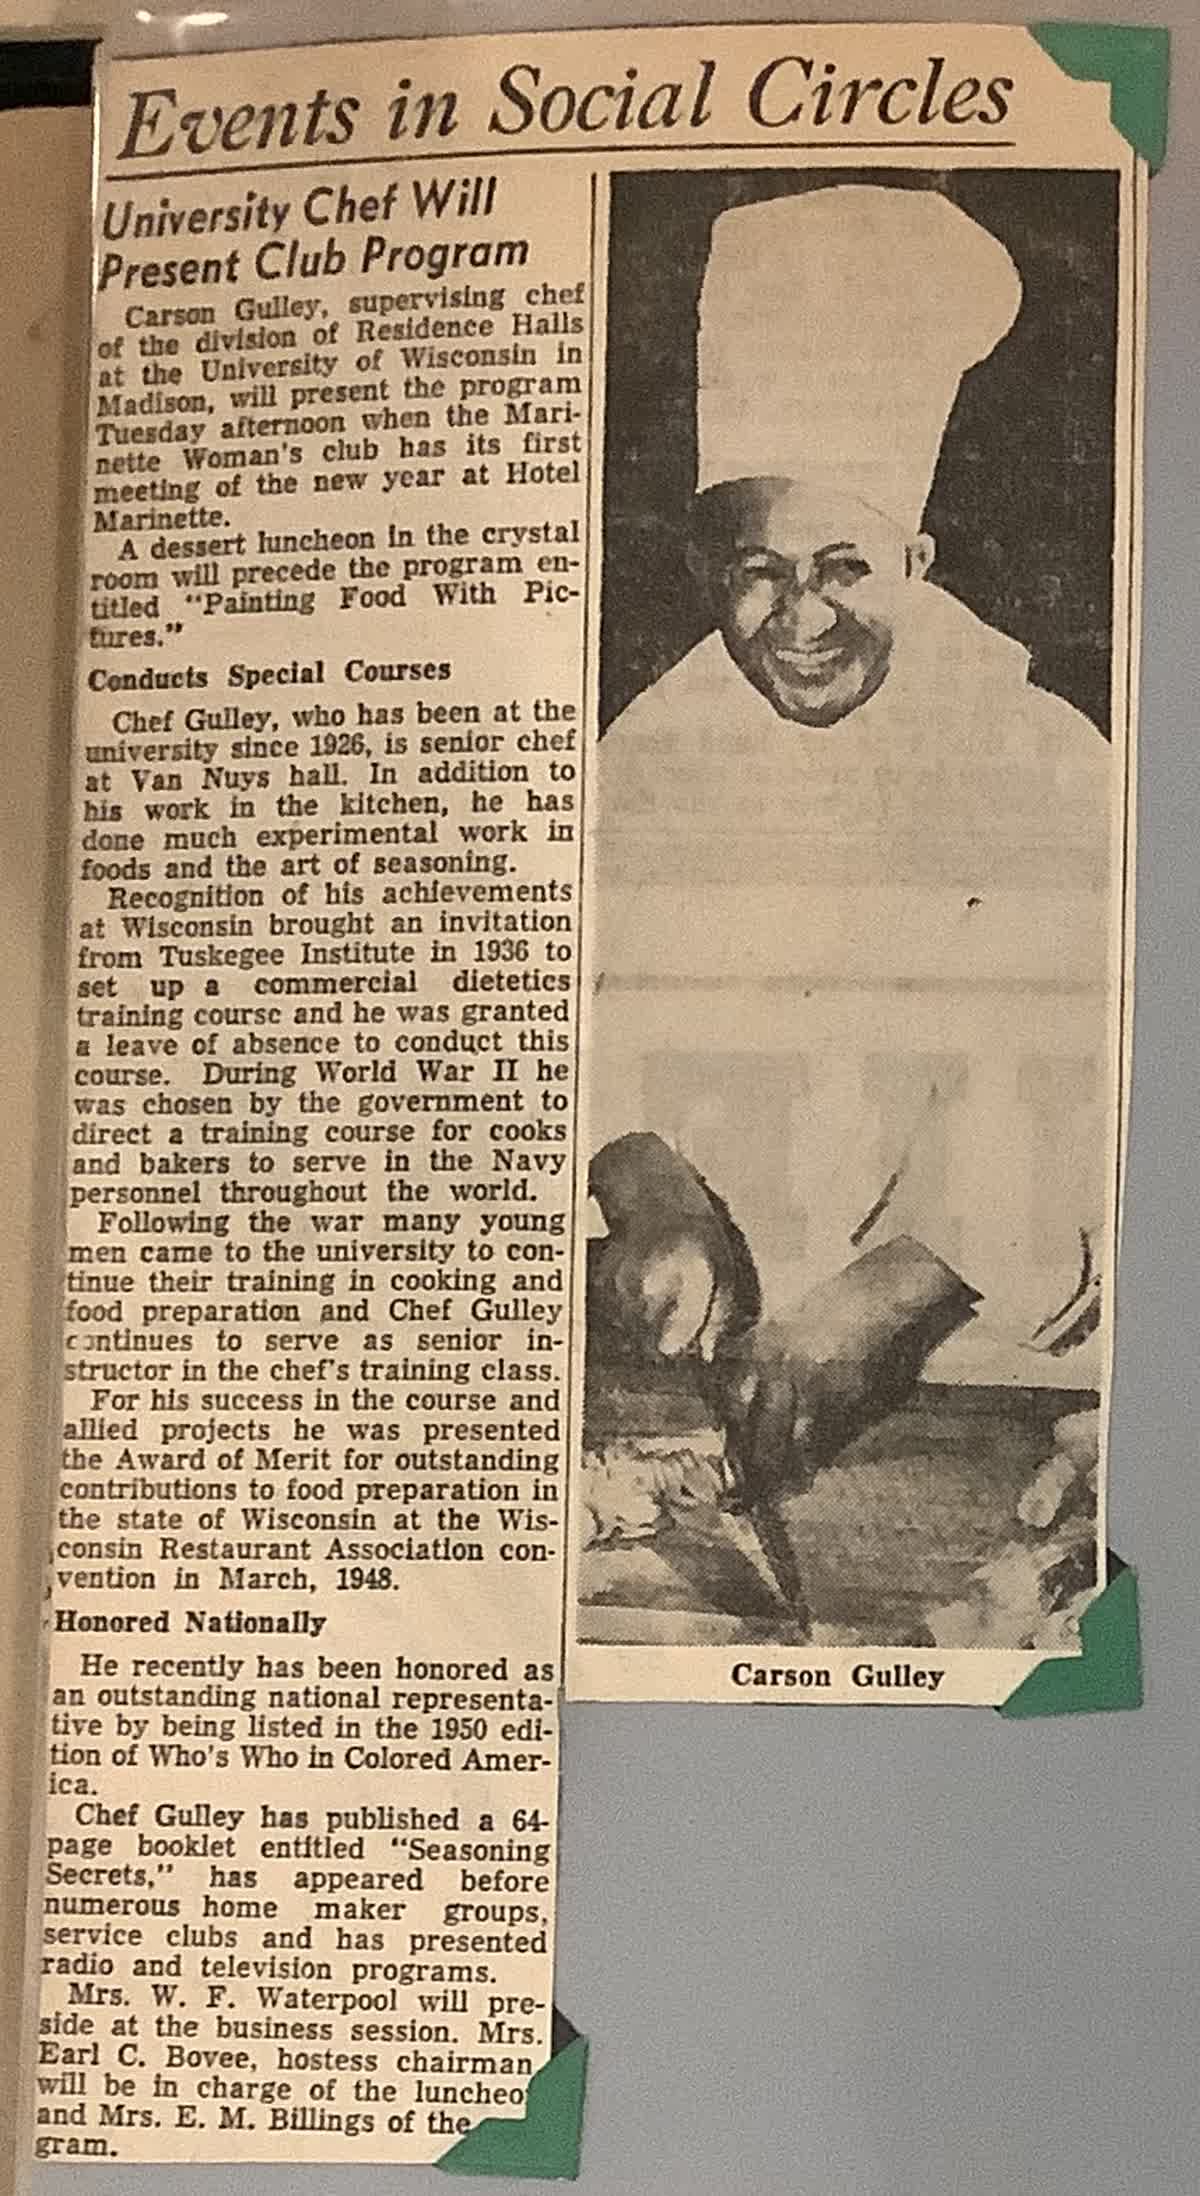 Events in Social Circles
University Chef Will
Present Club Program
Carson Gulley, supervising chef
of the division of Residence Halls
at the University of Wisconsin in
Madison, will present the program
Tuesday afternoon when the Mari-
nette Woman's club has its first
meeting of the new year at Hotel
Marinette.
A dessert luncheon in the crystal
room will precede the program en-
titled "Painting Food With Pic-
tures."
Conducts Special Courses
Chef Gulley, who has been at the
university since 1926, is senior chef
at Van Nuys hall. In addition to
his work in the kitchen, he has
done much experimental work in
foods and the art of seasoning.
Recognition of his achievements
at Wisconsin brought an invitation
from Tuskegee Institute in 1936 to
set up a commercial dietetics
training course and he was granted
a leave of absence to conduct this
course. During World War II he
was chosen by the government to
direct a training course for cooks
and bakers to serve in the Navy
personnel throughout the world.
Following the war many young
men came to the university to con-
tinue their training in cooking and
food preparation and Chef Gulley
continues to serve as senior in-
structor in the chef's training class.
For his success in the course and
allied projects he was presented
the Award of Merit for outstanding
contributions to food preparation in
the state of Wisconsin at the Wis-
consin Restaurant Association con-
vention in March, 1948.
Honored Nationally
He recently has been honored as
an outstanding national representa-
tive by being listed in the 1950 edi-
tion of Who's Who in Colored Amer-
ica.
Chef Gulley has published a 64-
page booklet entitled "Seasoning
Secrets," has appeared before
numerous home maker groups,
service clubs and has presented
radio and television programs.
Mrs. W. F. Waterpool will pre-
side at the business session. Mrs.
Earl C. Bovee, hostess chairman
will be in charge of the luncheo
and Mrs. E. M. Billings of the
gram.
Carson Gulley